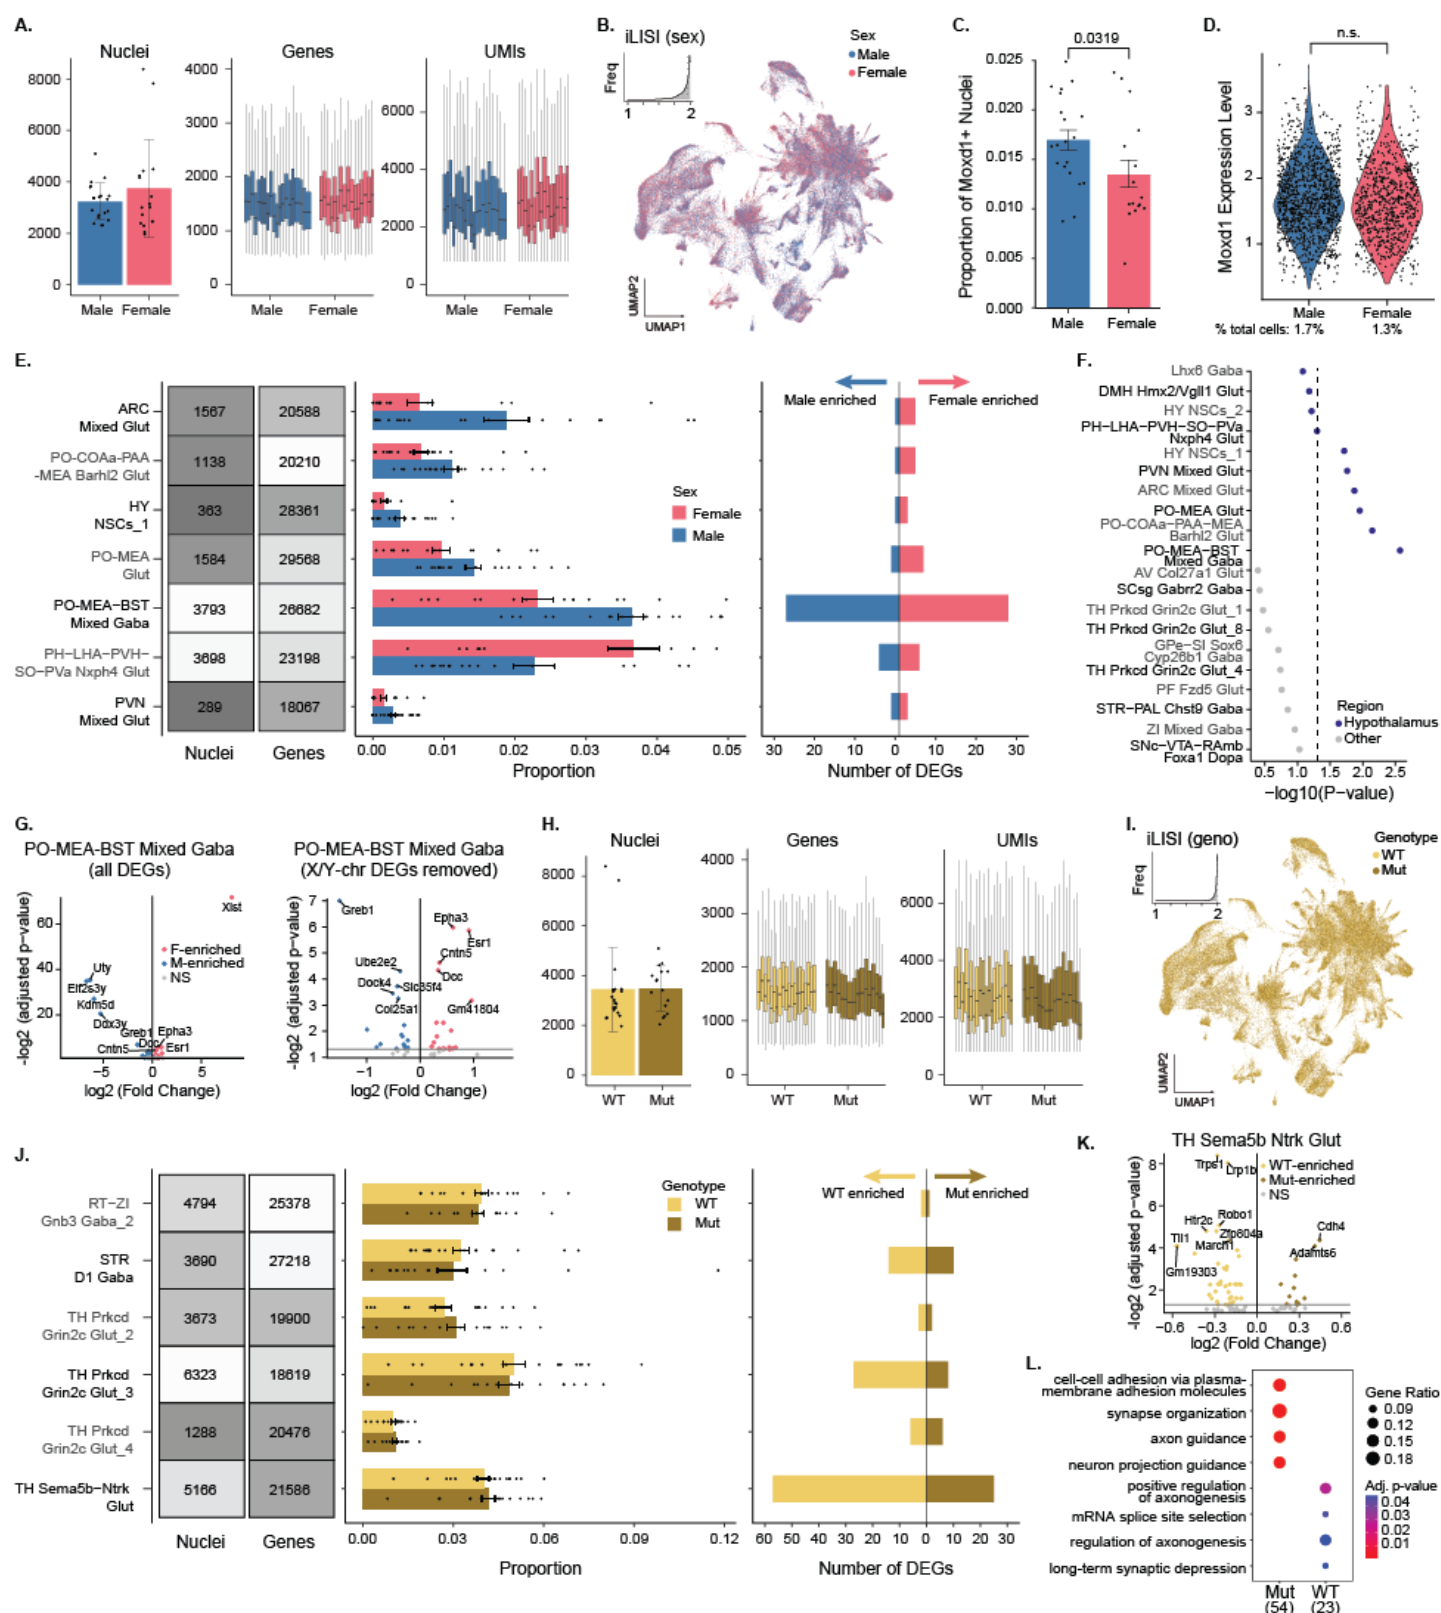 A.
Nuclei
Genes
UMIs
8000
6000
4000
2000
0
4000
3000
2000
1000
0
6000
4000
2000
0
Male Female
Male Female
Male Female
B.
iLISI (sex)
Freq
1 2
Sex
Male
Female
UMAP2
UMAP1
C.
0.0319
Proportion of Moxd1+ Nuclei
0.025
0.020
0.015
0.010
0.005
0.000
Male Female
D.
n.s.
Moxd1 Expression Level
3
2
1
Male Female
% total cells: 1.7% 1.3%
E.
ARC
Mixed Glut
1567 20588
PO-COAa-PAA
-MEA Barhl2 Glut
1138 20210
HY
NSCs_1
363 28361
PO-MEA
Glut
1584 29568
PO-MEA-BST
Mixed Gaba
3793 26682
PH-LHA-PVH-
SO-PVa Nxph4 Glut
3698 23198
PVN
Mixed Glut
289 18067
Nuclei Genes
Sex
Female
Male
0.00 0.01 0.02 0.03 0.04 0.05
Proportion
Male enriched Female enriched
30 20 10 0 10 20 30
Number of DEGs
F.
Lhx6 Gaba
DMH Hmx2/Vgll1 Glut
HY NSCs_2
PH-LHA-PVH-SO-PVa
Nxph4 Glut
HY NSCs_1
PVN Mixed Glut
ARC Mixed Glut
PO-MEA Glut
PO-COAa-PAA-MEA
Barhl2 Glut
PO-MEA-BST
Mixed Gaba
AV Col27a1 Glut
SCsg Gabrr2 Gaba
TH Prkcd Grin2c Glut_1
TH Prkcd Grin2c Glut_8
GPe-SI Sox6
Cyp26b1 Gaba
TH Prkcd Grin2c Glut_4
PF Fzd5 Glut
STR-PAL Chst9 Gaba
ZI Mixed Gaba
SNc-VTA-RAmb
Foxa1 Dopa
Region
Hypothalamus
Other
0.5 1.0 1.5 2.0 2.5
-log10(P-value)
G.
PO-MEA-BST Mixed Gaba
(all DEGs)
-log2 (adjusted p-value)
60
40
20
Xist
F-enriched
M-enriched
NS
Uty
Eif2s3y
Kdm5d
Ddx3y
Greb1
Epha3
Dcc
Cntn5
Esr1
-5 0 5
log2 (Fold Change)
PO-MEA-BST Mixed Gaba
(X/Y-chr DEGs removed)
-log2 (adjusted p-value)
7
6
5
4
3
2
1
Greb1
Epha3
Esr1
Ube2e2
Cntn5
Dcc
Dock4
Slc35f4
Col25a1
Gm41804
-1 0 1
log2 (Fold Change)
H.
Nuclei
Genes
UMIs
8000
6000
4000
2000
0
4000
3000
2000
1000
0
6000
4000
2000
0
WT Mut
WT Mut
WT Mut
I.
iLISI (geno)
Freq
1 2
Genotype
WT
Mut
UMAP2
UMAP1
J.
RT-ZI
Gnb3 Gaba_2
4794 25378
STR
D1 Gaba
3690 27218
TH Prkcd
Grin2c Glut_2
3673 19900
TH Prkcd
Grin2c Glut_3
6323 18619
TH Prkcd
Grin2c Glut_4
1288 20476
TH Sema5b-Ntrk
Glut
5166 21586
Nuclei Genes
Genotype
WT
Mut
0.00 0.03 0.06 0.09 0.12
Proportion
WT enriched Mut enriched
60 50 40 30 20 10 0 10 20 30
Number of DEGs
K.
TH Sema5b Ntrk Glut
-log2 (adjusted p-value)
8
6
4
2
Trps1
Lrp1b
WT-enriched
Mut-enriched
NS
Htr2c
Robo1
Zfp804a
Cdh4
Tll1
March1
Adamts6
Gm19303
-0.6 -0.3 0.0 0.3 0.6
log2 (Fold Change)
L.
cell-cell adhesion via plasma-
membrane adhesion molecules
synapse organization
axon guidance
neuron projection guidance
positive regulation
of axonogenesis
mRNA splice site selection
regulation of axonogenesis
long-term synaptic depression
Mut
(54)
WT
(23)
Gene Ratio
0.09
0.12
0.15
0.18
Adj. p-value
0.04
0.03
0.02
0.01